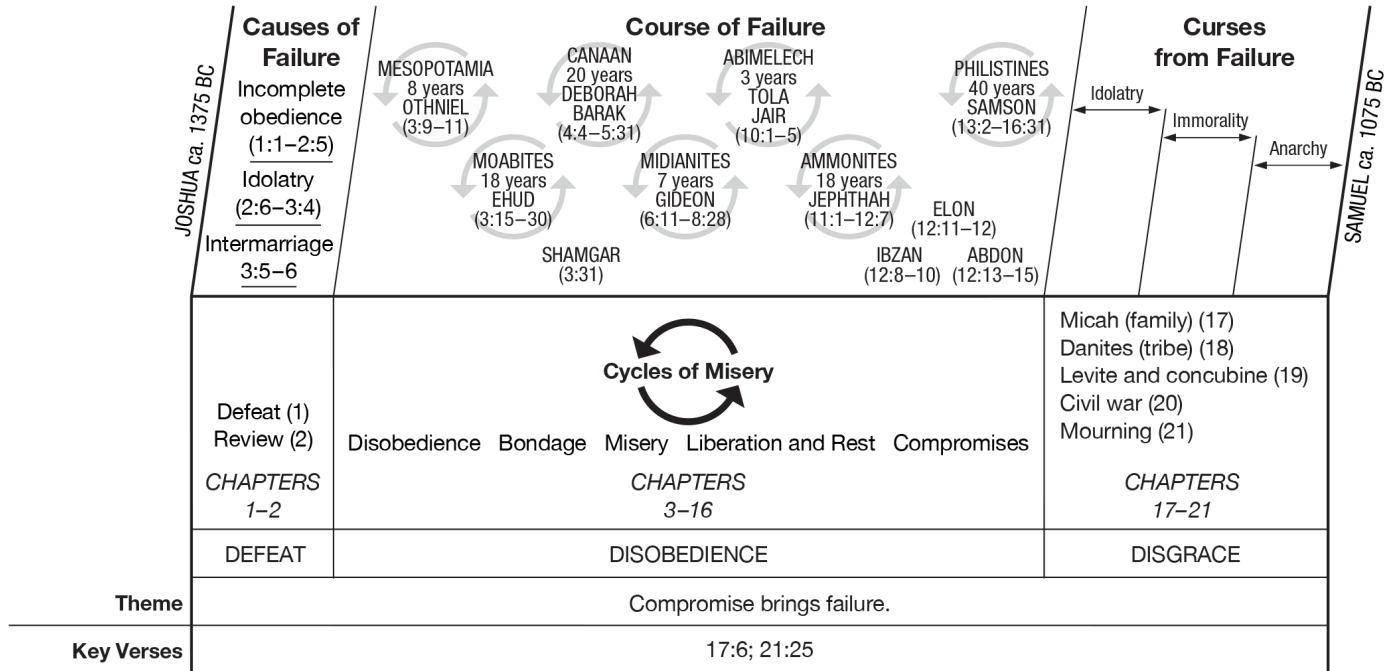 JOSHUA ca. 1375 BC
Causes of
Failure
Incomplete
obedience
(1:1–2:5)
Idolatry
(2:6–3:4)
Intermarriage
3:5–6
Course of Failure
MESOPOTAMIA
8 years
OTHNIEL
(3:9–11)
CANAAN
20 years
DEBORAH
BARAK
(4:4–5:31)
ABIMELECH
3 years
TOLA
JAIR
(10:1–5)
PHILISTINES
40 years
SAMSON
(13:2–16:31)
MOABITES
18 years
EHUD
(3:15–30)
MIDIANITES
7 years
GIDEON
(6:11–8:28)
AMMONITES
18 years
JEPHTHAH
(11:1–12:7)
ELON
(12:11–12)
SHAMGAR
(3:31)
IBZAN
(12:8–10)
ABDON
(12:13–15)
Curses
from Failure
Idolatry
Immorality
Anarchy
SAMUEL ca. 1075 BC
Defeat (1)
Review (2)
CHAPTERS
1–2
Cycles of Misery
Disobedience Bondage Misery Liberation and Rest Compromises
CHAPTERS
3–16
Micah (family) (17)
Danites (tribe) (18)
Levite and concubine (19)
Civil war (20)
Mourning (21)
CHAPTERS
17–21
DEFEAT
DISOBEDIENCE
DISGRACE
Theme
Compromise brings failure.
Key Verses
17:6; 21:25